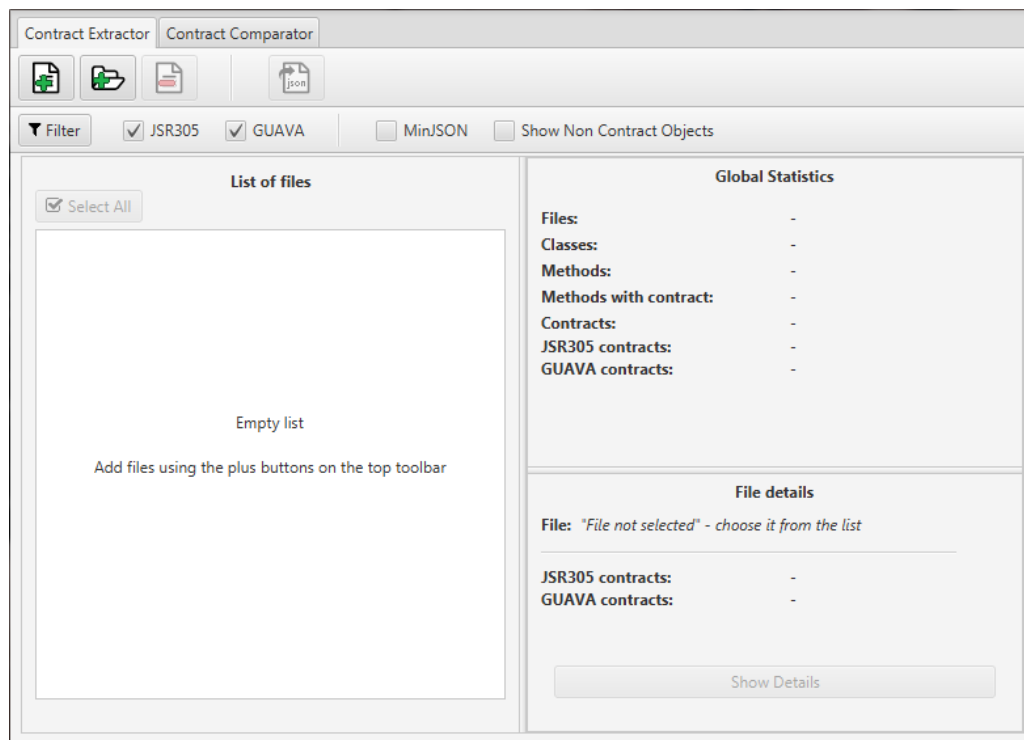 Contract Extractor Contract Comparator
json
Filter JSR305 GUAVA MinJSON Show Non Contract Objects
List of files
Select All
Empty list
Add files using the plus buttons on the top toolbar
Global Statistics
Files: -
Classes: -
Methods: -
Methods with contract: -
Contracts: -
JSR305 contracts: -
GUAVA contracts: -
File details
File: "File not selected" - choose it from the list
JSR305 contracts: -
GUAVA contracts: -
Show Details